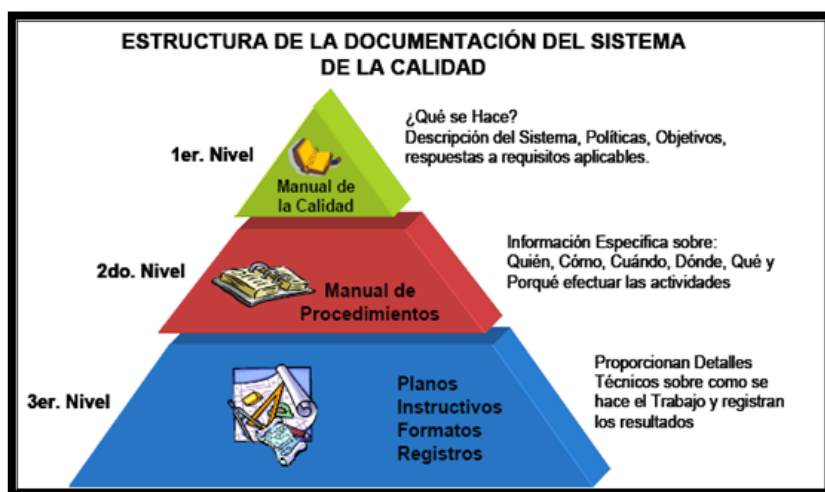 ESTRUCTURA DE LA DOCUMENTACIÓN DEL SISTEMA
DE LA CALIDAD
1er. Nivel
Manual de
la Calidad
¿Qué se Hace?
Descripción del Sistema, Políticas, Objetivos,
respuestas a requisitos aplicables.
2do. Nivel
Manual de
Procedimientos
Información Especifica sobre:
Quién, Cómo, Cuándo, Dónde, Qué y
Porqué efectuar las actividades
3er. Nivel
Planos
Instructivos
Formatos
Registros
Proporcionan Detalles
Técnicos sobre como se
hace el Trabajo y registran
los resultados